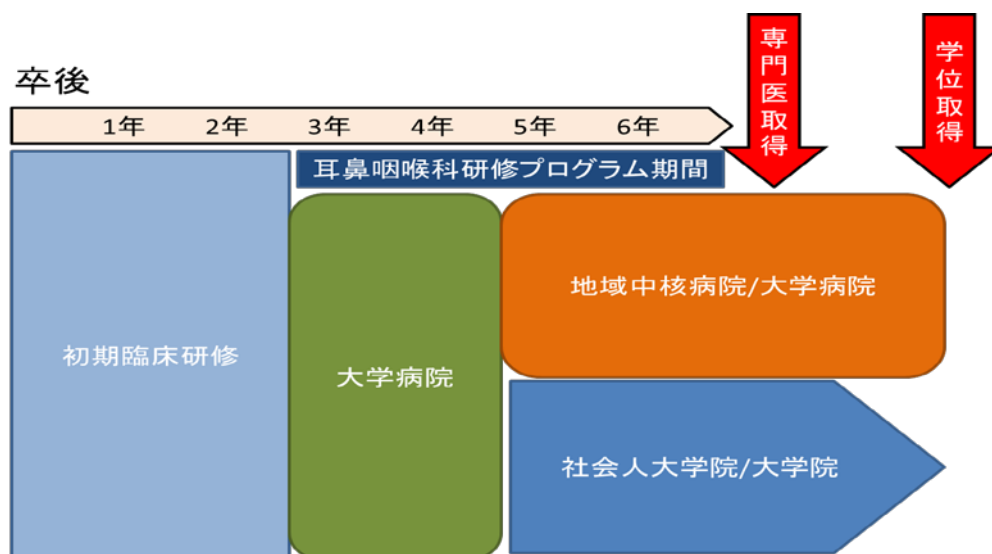 専門医取得
学位取得
卒後
1年 2年 3年 4年 5年 6年
耳鼻咽喉科研修プログラム期間
地域中核病院/大学病院
初期臨床研修
大学病院
社会人大学院/大学院